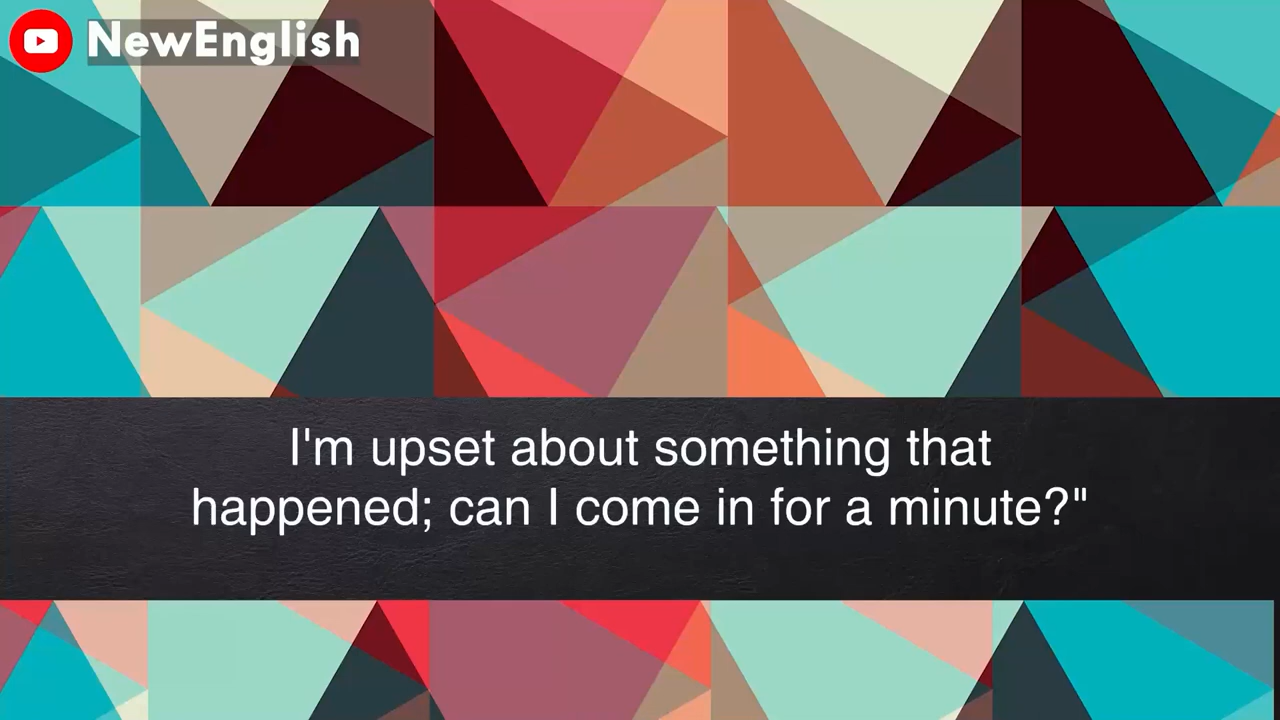 NewEnglish
I'm upset about something that
happened; can I come in for a minute?"